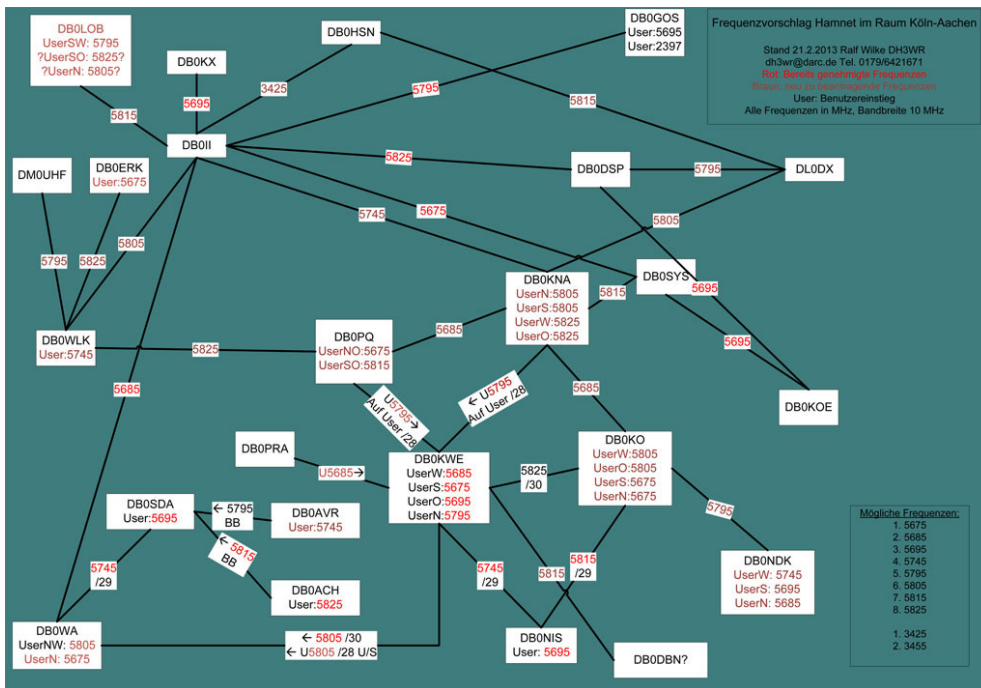 Frequenzvorschlag Hamnet im Raum Köln-Aachen
Stand 21.2.2013 Ralf Wilke DH3WR
dh3wr@darc.de Tel. 0179/6421671
Rot: Bereits genehmigte Frequenzen
Braun: neu zu beantragende Frequenzen
User: Benutzereinstieg
Alle Frequenzen in MHz, Bandbreite 10 MHz
DB0LOB
UserSW: 5795
?UserSO: 5825?
?UserN: 5805?
DB0KX
DB0HSN
DB0GOS
User:5695
User:2397
5815
5695
3425
5795
5815
DB0II
DM0UHF
DB0ERK
User:5675
5825
DB0DSP
5795
DL0DX
5795
5825
5805
5745
5675
5805
DB0KNA
UserN:5805
UserS:5805
UserW:5825
UserO:5825
5815
DB0SYS
5695
5695
DB0KOE
DB0WLK
User:5745
5825
DB0PQ
UserNO:5675
UserSO:5815
5685
5685
U5795→
Auf User /28
← U5795
Auf User /28
5685
DB0PRA
U5685→
DB0KWE
UserW:5685
UserS:5675
UserO:5695
UserN:5795
5825
/30
DB0KO
UserW:5805
UserO:5805
UserS:5675
UserN:5675
5795
DB0SDA
User:5695
← 5795
BB
DB0AVR
User:5745
← 5815
BB
DB0ACH
User:5825
5745
/29
5745
/29
5815
5815
/29
DB0NDK
UserW: 5745
UserS: 5695
UserN: 5685
DB0WA
UserNW: 5805
UserN: 5675
← 5805 /30
← U5805 /28 U/S
DB0NIS
User: 5695
DB0DBN?
Mögliche Frequenzen:
1. 5675
2. 5685
3. 5695
4. 5745
5. 5795
6. 5805
7. 5815
8. 5825
1. 3425
2. 3455